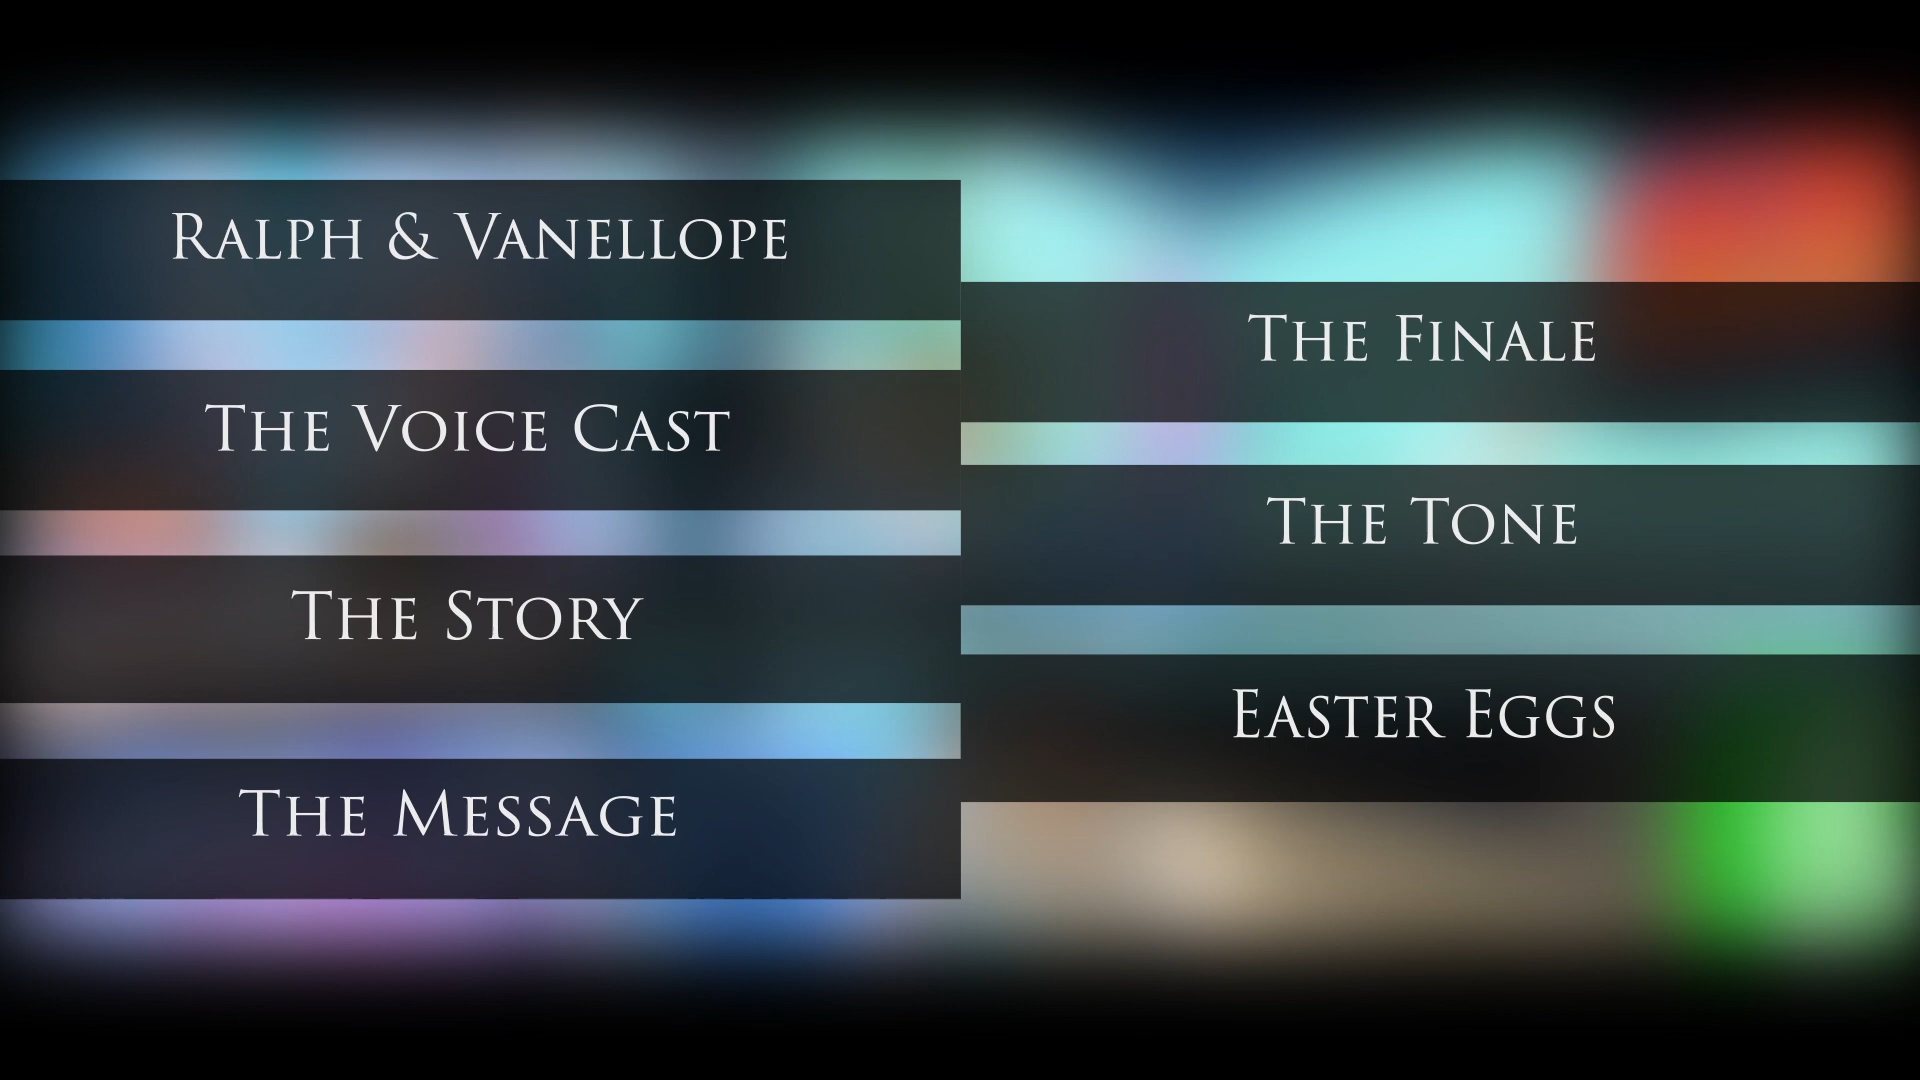 Ralph & Vanellope
The Voice Cast
The Story
The Message
The Finale
The Tone
Easter Eggs